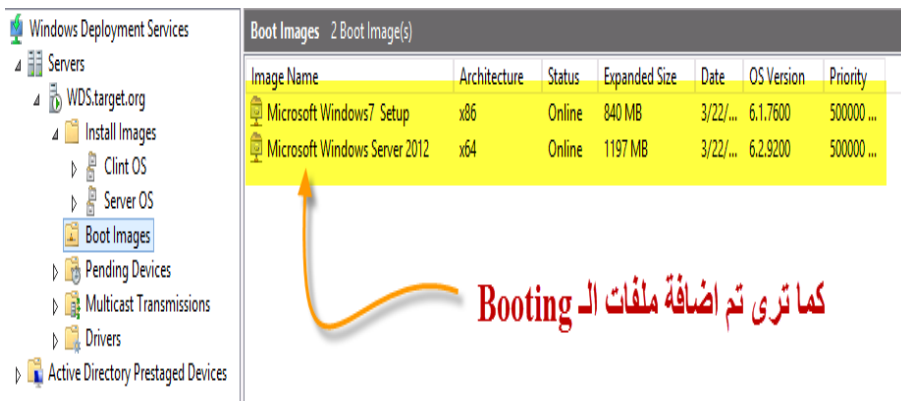 Windows Deployment Services
Servers
WDS.target.org
Install Images
Clint OS
Server OS
Boot Images
Pending Devices
Multicast Transmissions
Drivers
Active Directory Prestaged Devices
Boot Images 2 Boot Image(s)
Image Name Architecture Status Expanded Size Date OS Version Priority
Microsoft Windows7 Setup x86 Online 840 MB 3/22/... 6.1.7600 500000 ...
Microsoft Windows Server 2012 x64 Online 1197 MB 3/22/... 6.2.9200 500000 ...
كما ترى تم اضافة ملفات الـ Booting